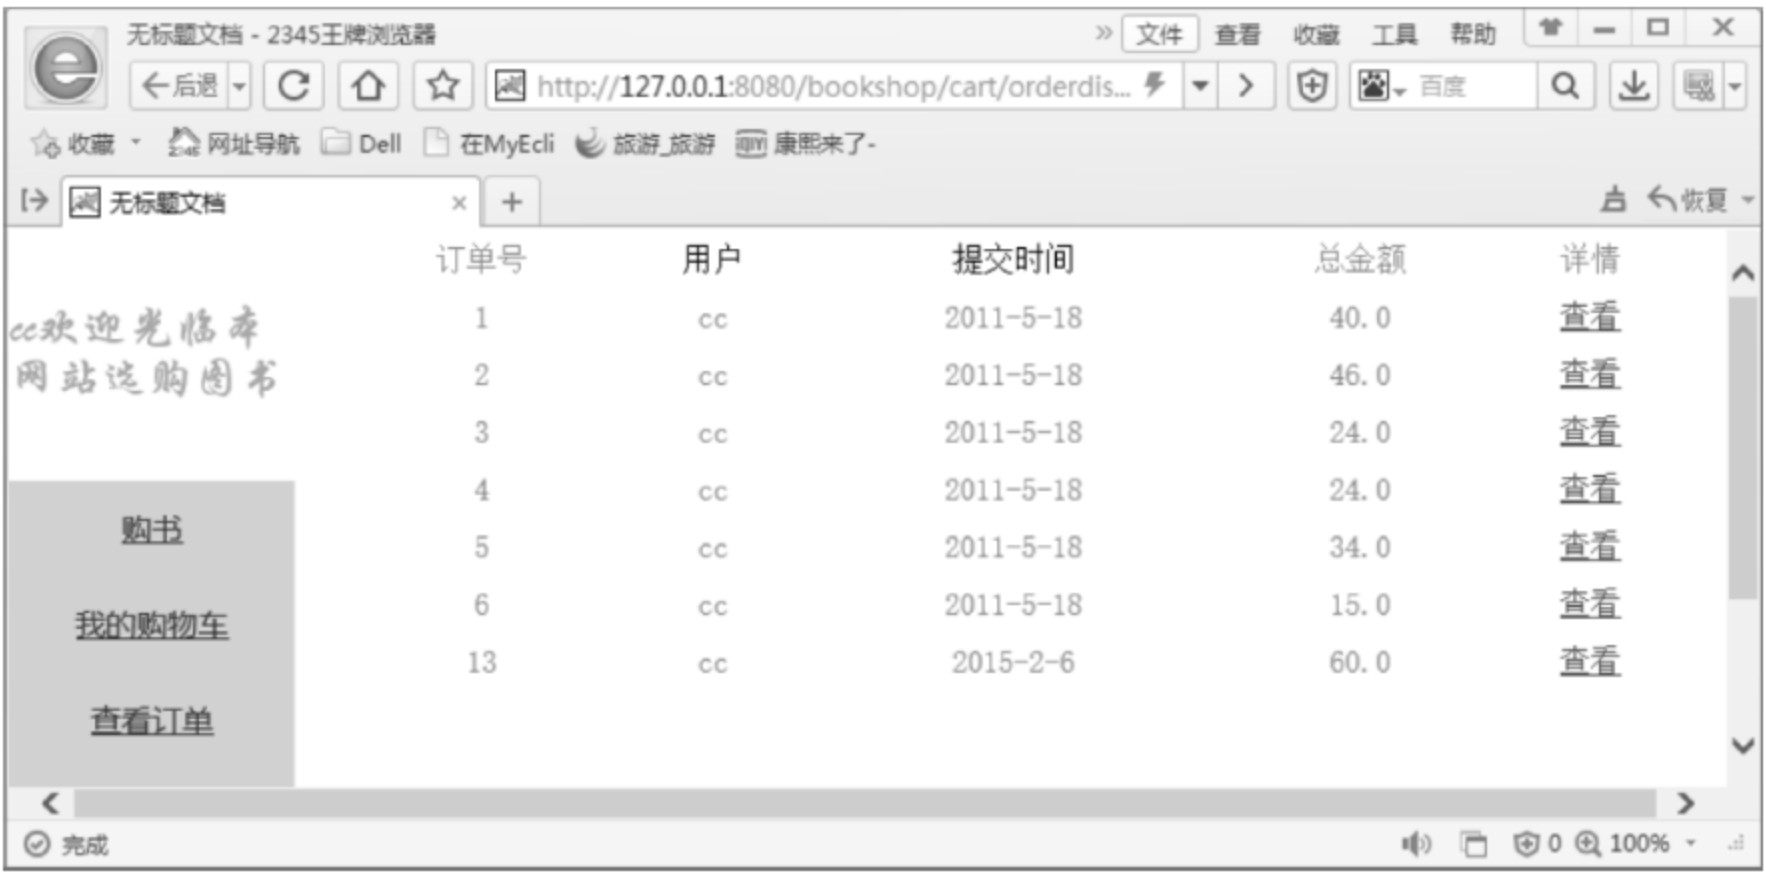 无标题文档 - 2345王牌浏览器 » 文件 查看 收藏 工具 帮助
后退 http://127.0.0.1:8080/bookshop/cart/orderdis... 百度
收藏 2345 网址导航 Dell 在MyEcli 旅游_旅游 QIYI 康熙来了-
无标题文档 × + 恢复
订单号 用户 提交时间 总金额 详情
1 cc 2011-5-18 40.0 查看
cc欢迎光临本
网站选购图书
2 cc 2011-5-18 46.0 查看
3 cc 2011-5-18 24.0 查看
4 cc 2011-5-18 24.0 查看
购书
5 cc 2011-5-18 34.0 查看
6 cc 2011-5-18 15.0 查看
我的购物车
13 cc 2015-2-6 60.0 查看
查看订单
完成 0 100%